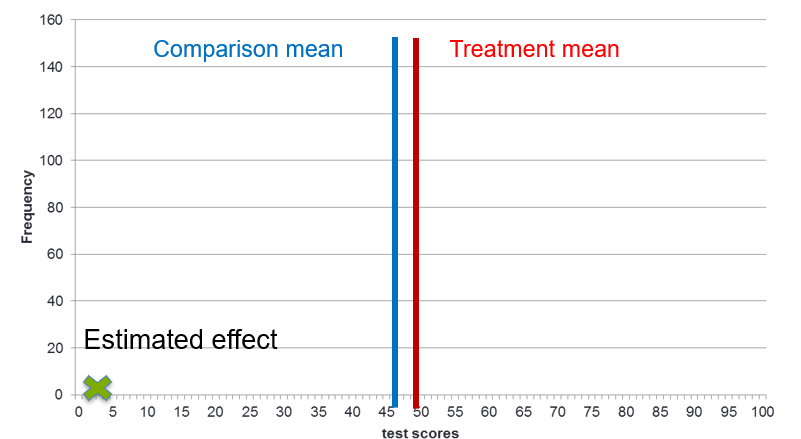 160
Comparison mean
Treatment mean
140
120
100
Frequency
80
60
40
Estimated effect
20
0
0 5 10 15 20 25 30 35 40 45 50 55 60 65 70 75 80 85 90 95 100
test scores